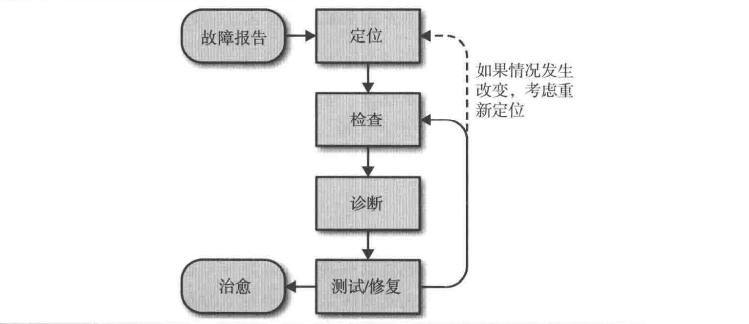 故障报告
定位
如果情况发生
改变，考虑重
新定位
检查
诊断
治愈
测试/修复